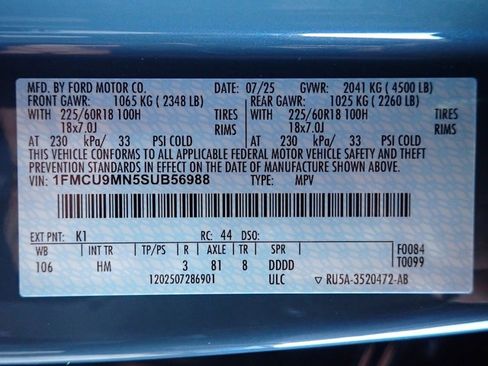 MFD. BY FORD MOTOR CO. DATE: 07/25 GVWR: 2041 KG ( 4500 LB)
FRONT GAWR: 1065 KG ( 2348 LB) REAR GAWR: 1025 KG ( 2260 LB)
WITH 225/60R18 100H TIRES WITH 225/60R18 100H TIRES
18x7.0J RIMS 18x7.0J RIMS
AT 230 kPa/ 33 PSI COLD AT 230 kPa/ 33 PSI COLD
THIS VEHICLE CONFORMS TO ALL APPLICABLE FEDERAL MOTOR VEHICLE SAFETY AND THEFT
PREVENTION STANDARDS IN EFFECT ON THE DATE OF MANUFACTURE SHOWN ABOVE.
VIN: 1FMCU9MN5SUB56988 TYPE: MPV
EXT PNT: K1 RC: 44 DSO:
WB INT TR TP/PS R AXLE TR SPR F0084
106 HM 3 81 8 DDDD T0099
1202507286901 ULC ▽ RU5A-3520472-AB